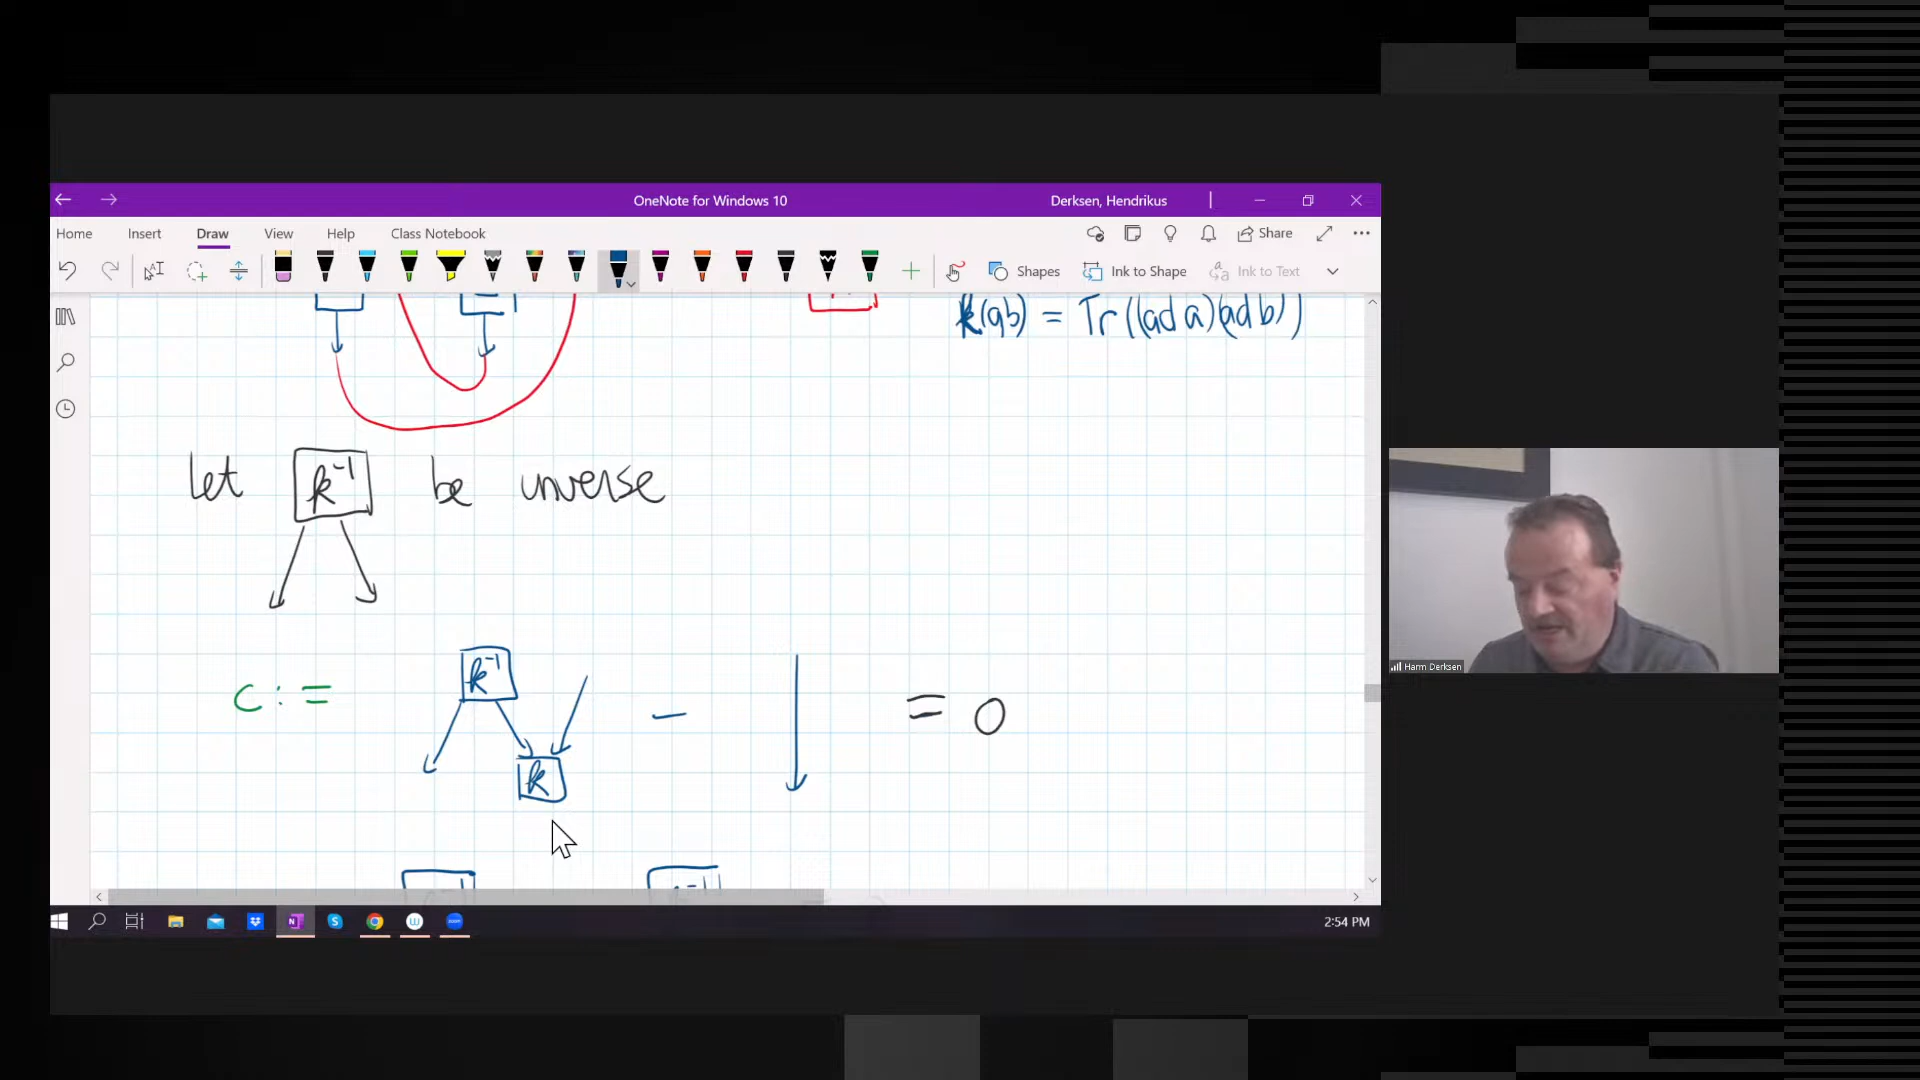 OneNote for Windows 10
Derksen, Hendrikus
Home Insert Draw View Help Class Notebook
Share
Shapes Ink to Shape Ink to Text
k(ab) = Tr((ad a)(ad b))
let k⁻¹ be unverse
c := k⁻¹ k − = 0
Harm Derksen
2:54 PM